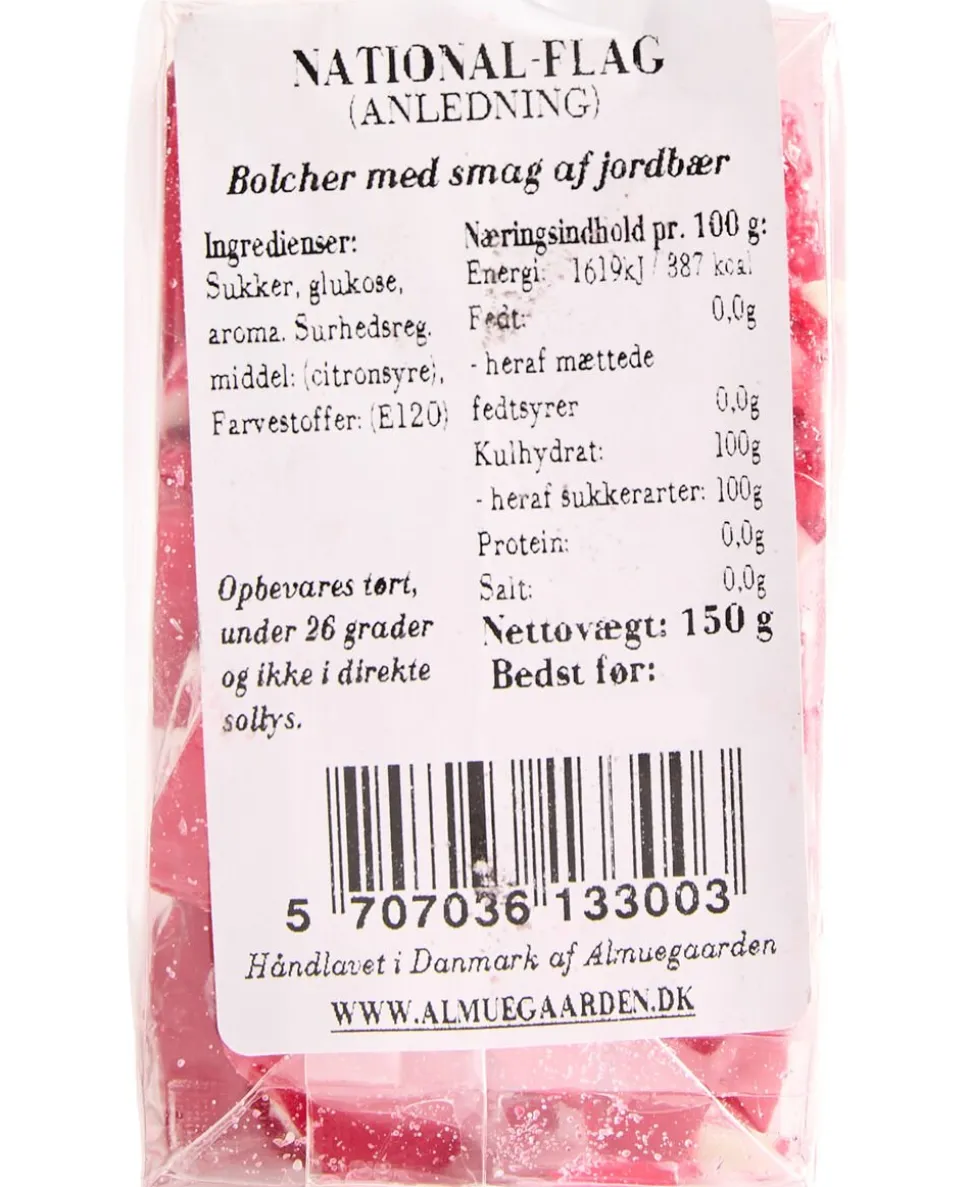 NATIONAL-FLAG
(ANLEDNING)
Bolcher med smag af jordbær
Ingredienser:
Sukker, glukose,
aroma. Surhedsreg.
middel: (citronsyre),
Farvestoffer: (E120)
Næringsindhold pr. 100 g:
Energi: 1619kJ / 387 kcal
Fedt: 0,0g
- heraf mættede
fedtsyrer 0,0g
Kulhydrat: 100g
- heraf sukkerarter: 100g
Protein: 0,0g
Salt: 0,0g
Nettovægt: 150 g
Bedst før:
Opbevares tørt,
under 26 grader
og ikke i direkte
sollys.
5 707036 133003
Håndlavet i Danmark af Almuegaarden
WWW.ALMUEGAARDEN.DK